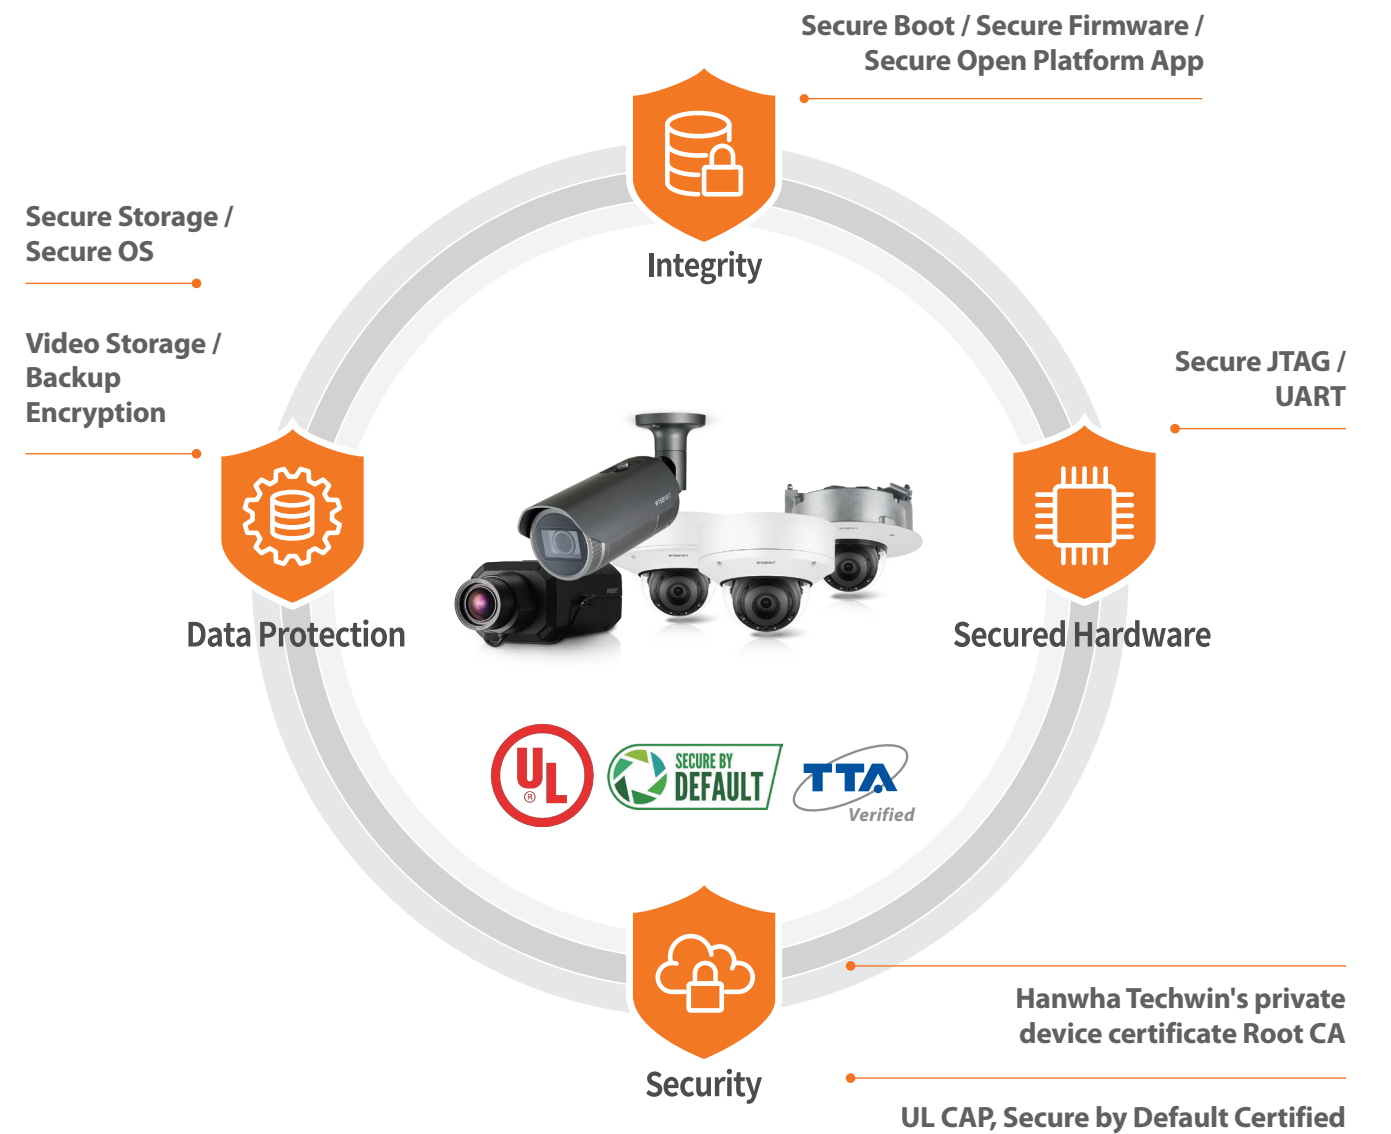 Secure Boot / Secure Firmware /
Secure Open Platform App
Integrity
Secure Storage /
Secure OS
Video Storage /
Backup
Encryption
Data Protection
Secure JTAG /
UART
Secured Hardware
WISENET
WISENET
UL
®
SECURE BY
DEFAULT
TTA
Verified
Security
Hanwha Techwin's private
device certificate Root CA
UL CAP, Secure by Default Certified